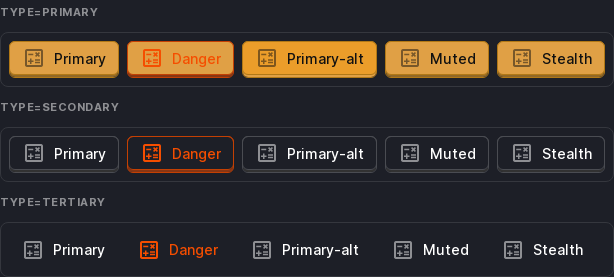 TYPE=PRIMARY
Primary Danger Primary-alt Muted Stealth
TYPE=SECONDARY
Primary Danger Primary-alt Muted Stealth
TYPE=TERTIARY
Primary Danger Primary-alt Muted Stealth